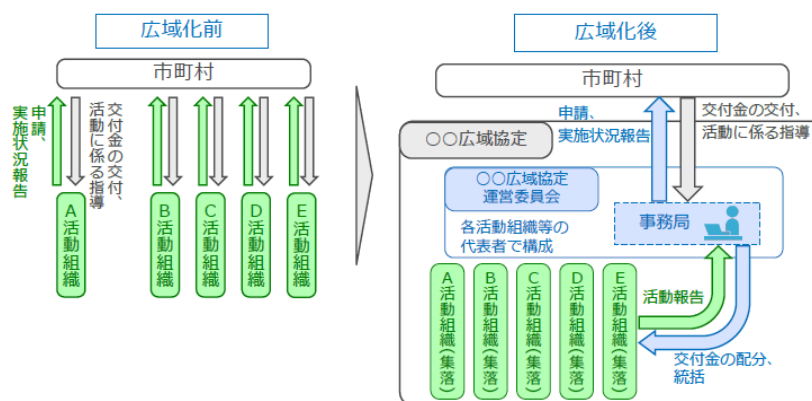 広域化前
市町村
申請、
実施状況報告
交付金の交付、
活動に係る指導
A活動組織
B活動組織
C活動組織
D活動組織
E活動組織
広域化後
市町村
申請、
実施状況報告
交付金の交付、
活動に係る指導
〇〇広域協定
〇〇広域協定
運営委員会
各活動組織等の
代表者で構成
事務局
A活動組織(集落)
B活動組織(集落)
C活動組織(集落)
D活動組織(集落)
E活動組織(集落)
活動報告
交付金の配分、
統括